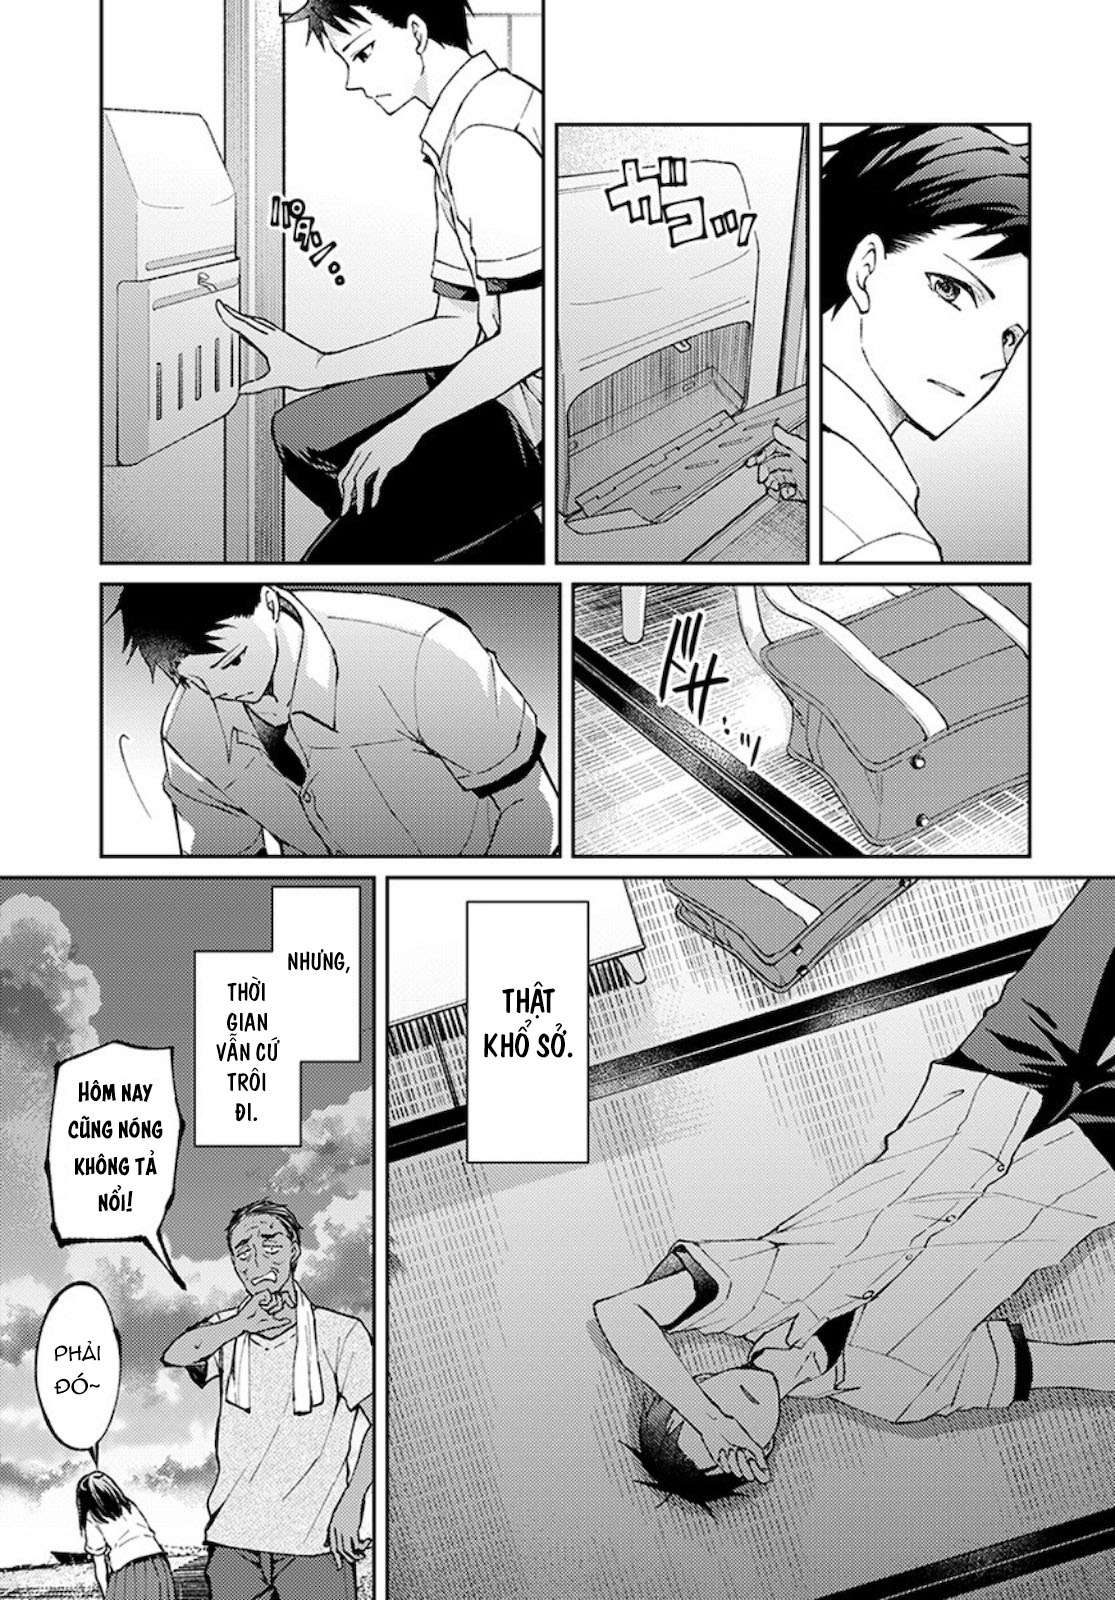 ガコッ
パタン…
ドサッ…
THẬT
KHỔ SỞ.
NHƯNG,
THỜI
GIAN
VẪN CỨ
TRÔI
ĐI.
HÔM NAY
CŨNG NÓNG
KHÔNG TẢ
NỔI!
PHẢI
ĐÓ~